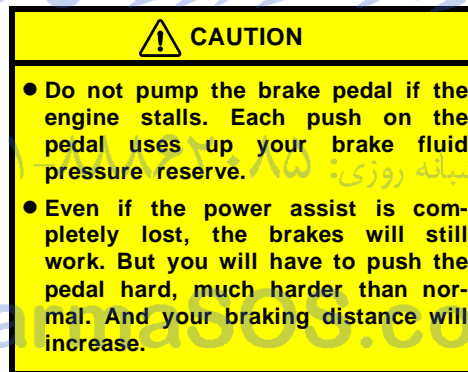 CAUTION
● Do not pump the brake pedal if the
engine stalls. Each push on the
pedal uses up your brake fluid
pressure reserve.
● Even if the power assist is com-
pletely lost, the brakes will still
work. But you will have to push the
pedal hard, much harder than nor-
mal. And your braking distance will
increase.